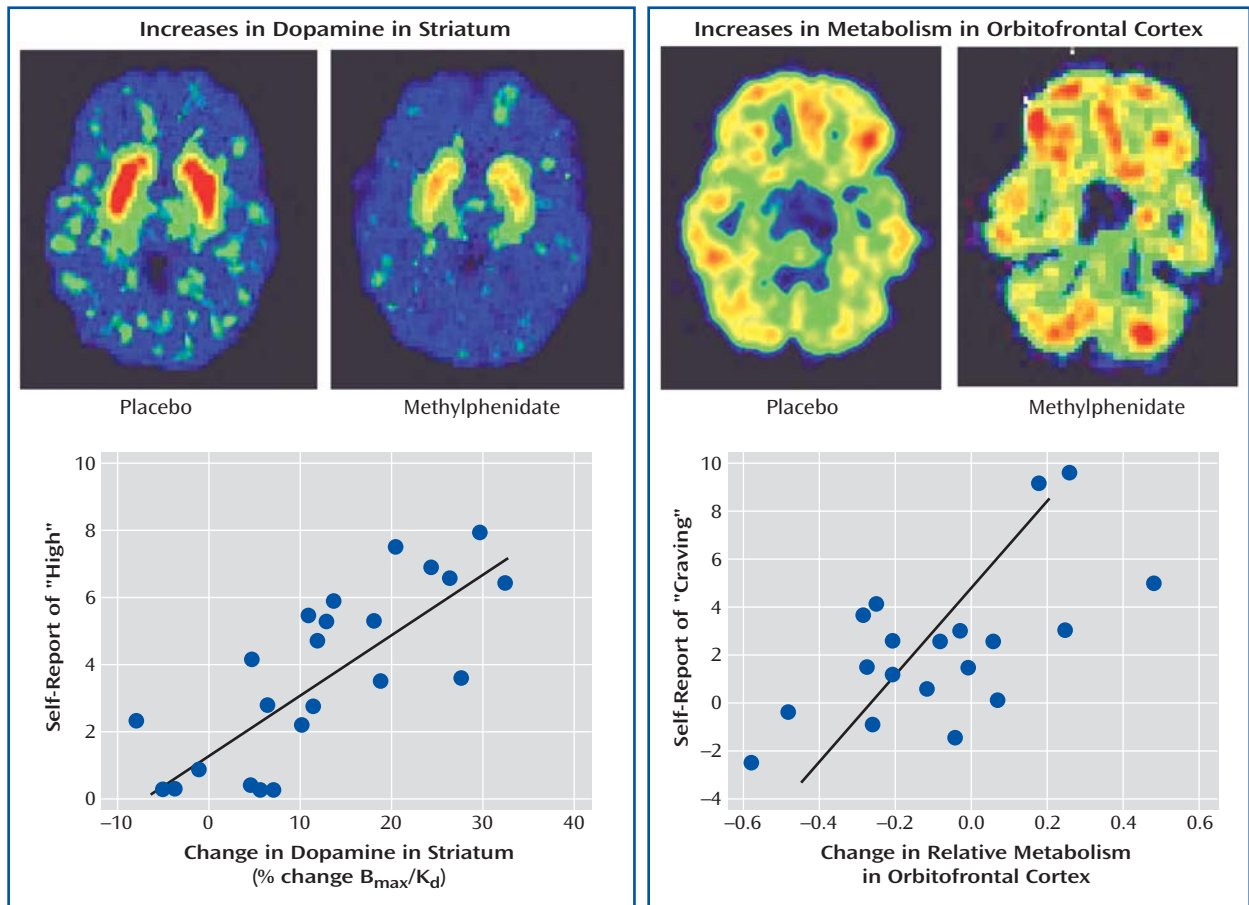 Increases in Dopamine in Striatum
Placebo
Methylphenidate
Self-Report of "High"
10
8
6
4
2
0
–10
0
10
20
30
40
Change in Dopamine in Striatum
(% change Bmax/Kd)
Increases in Metabolism in Orbitofrontal Cortex
Placebo
Methylphenidate
Self-Report of "Craving"
10
8
6
4
2
0
–2
–4
–0.6
–0.4
–0.2
0.0
0.2
0.4
0.6
Change in Relative Metabolism
in Orbitofrontal Cortex